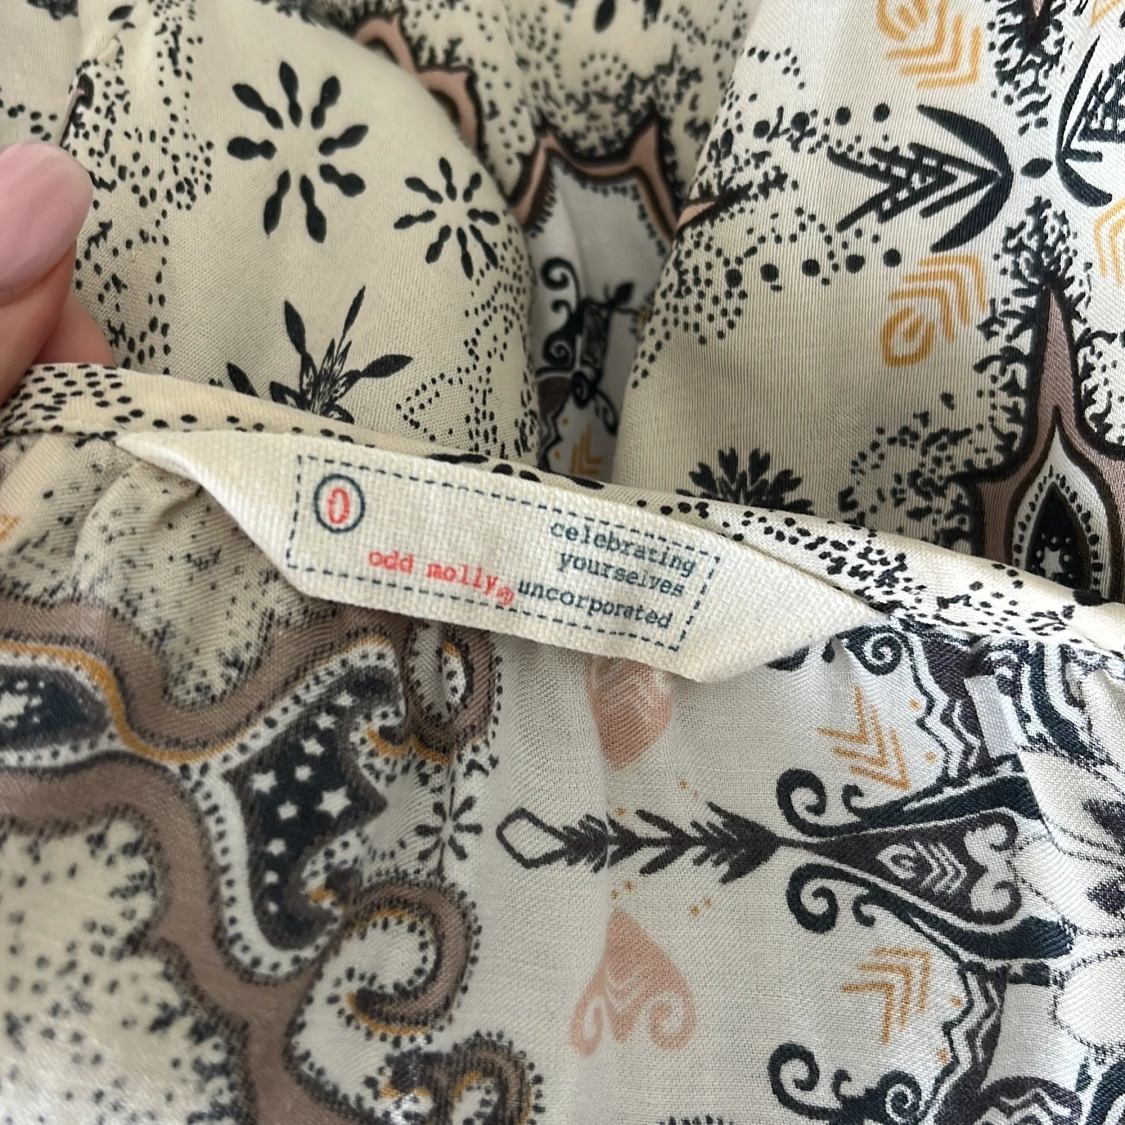 0
odd molly®
celebrating
yourselves
uncorporated